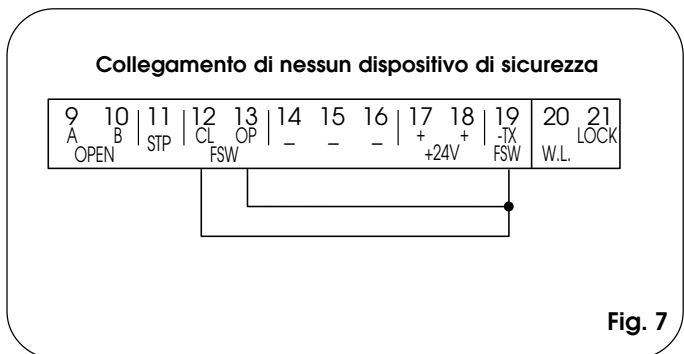 Collegamento di nessun dispositivo di sicurezza
9 10 11 12 13 14 15 16 17 18 19 20 21
A B STP CL OP _ _ _ + + -TX LOCK
OPEN FSW +24V FSW W.L.
Fig. 7